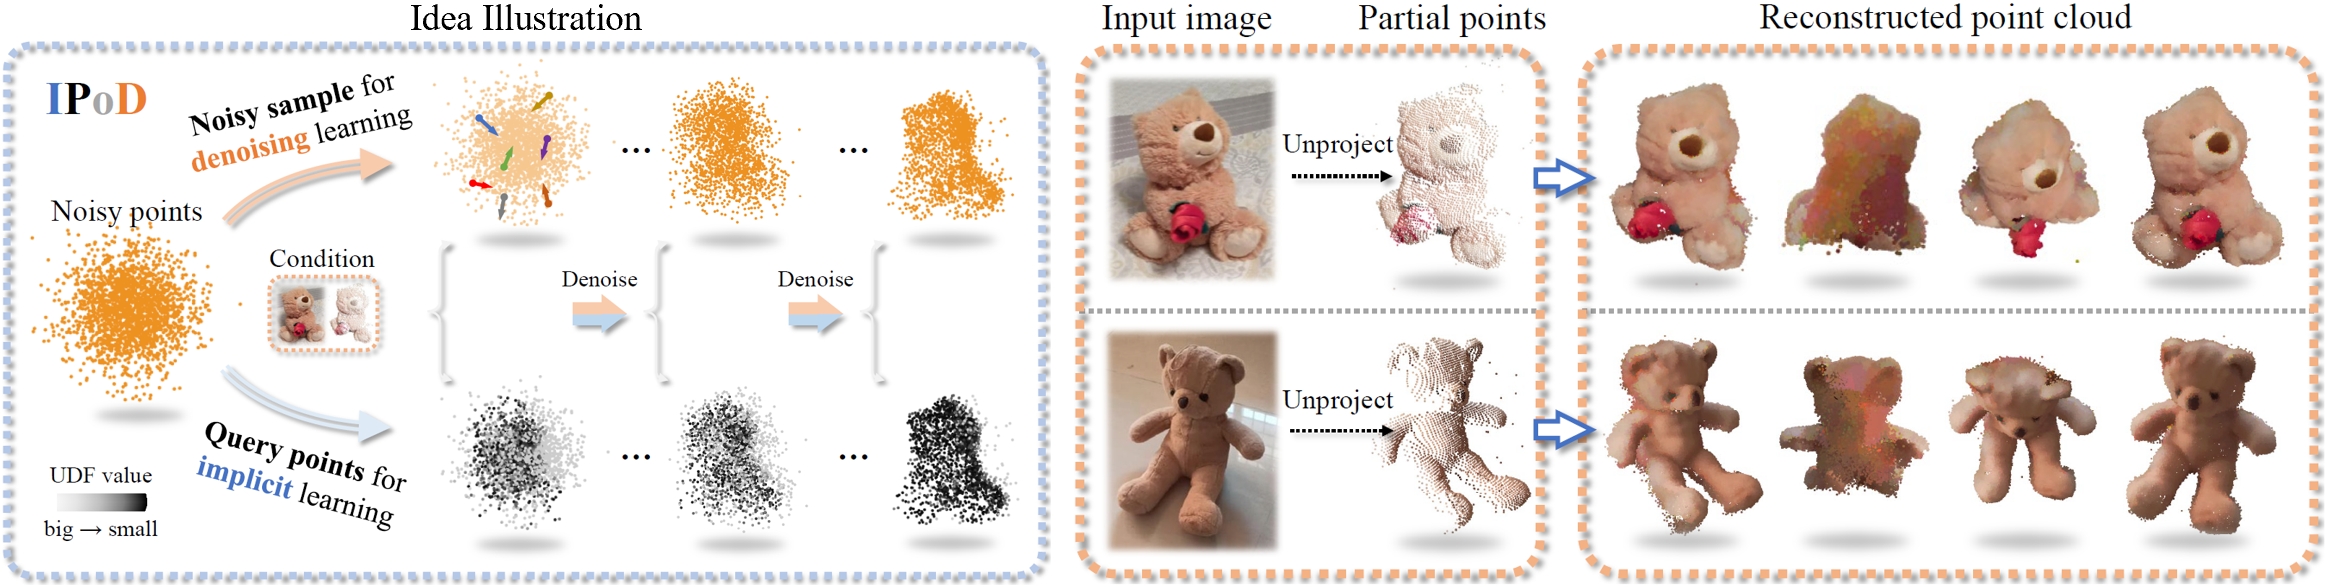 Idea Illustration
IPoD
Noisy sample for
denoising learning
Noisy points
Condition
Denoise
Denoise
...
...
...
...
Query points for
implicit learning
UDF value
big → small
Input image
Partial points
Unproject
Unproject
Reconstructed point cloud